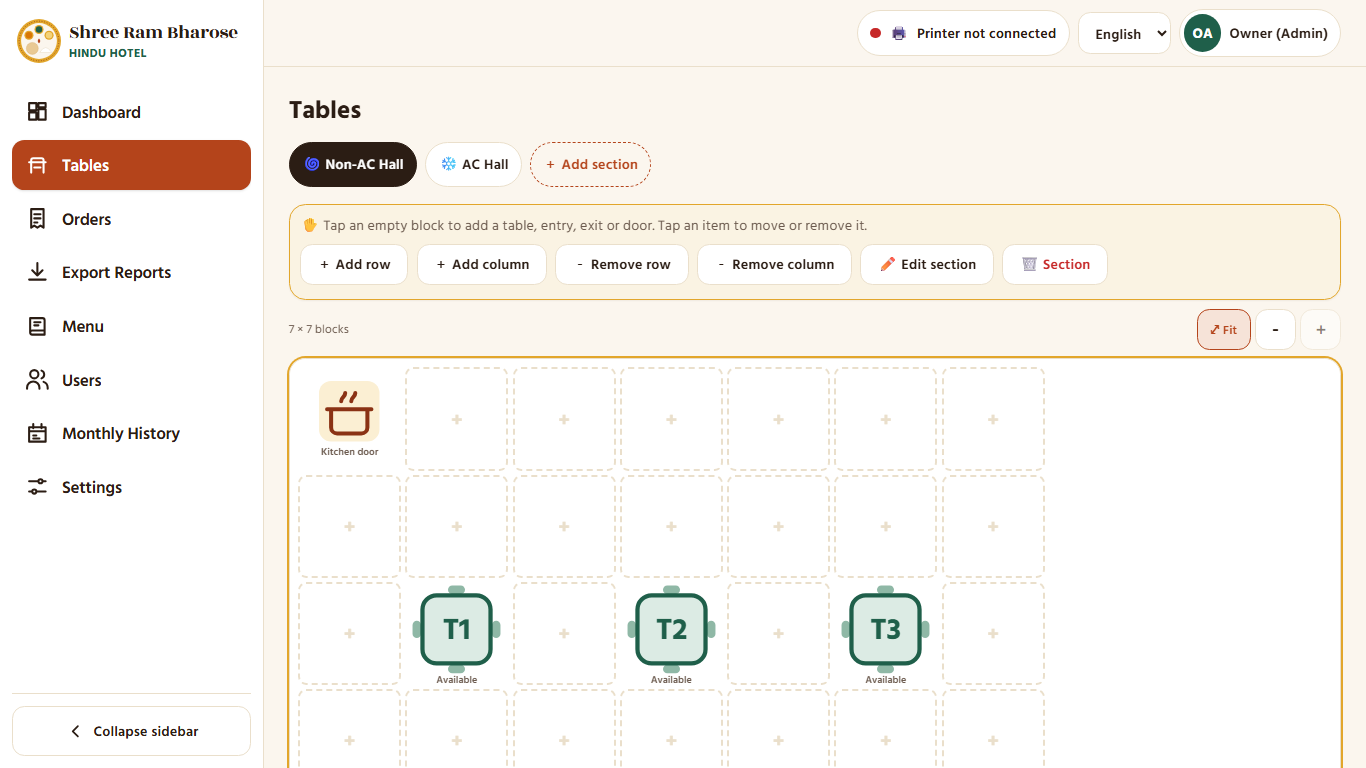 Shree Ram Bharose
HINDU HOTEL
Printer not connected
English
OA
Owner (Admin)
Dashboard
Tables
Orders
Export Reports
Menu
Users
Monthly History
Settings
Collapse sidebar
Tables
Non-AC Hall
AC Hall
+ Add section
Tap an empty block to add a table, entry, exit or door. Tap an item to move or remove it.
+ Add row
+ Add column
- Remove row
- Remove column
Edit section
Section
7 × 7 blocks
Fit
-
+
Kitchen door
+ + + + + +
+ + + + + + +
+ T1 + T2 + T3 +
Available Available Available
+ + + + + + +